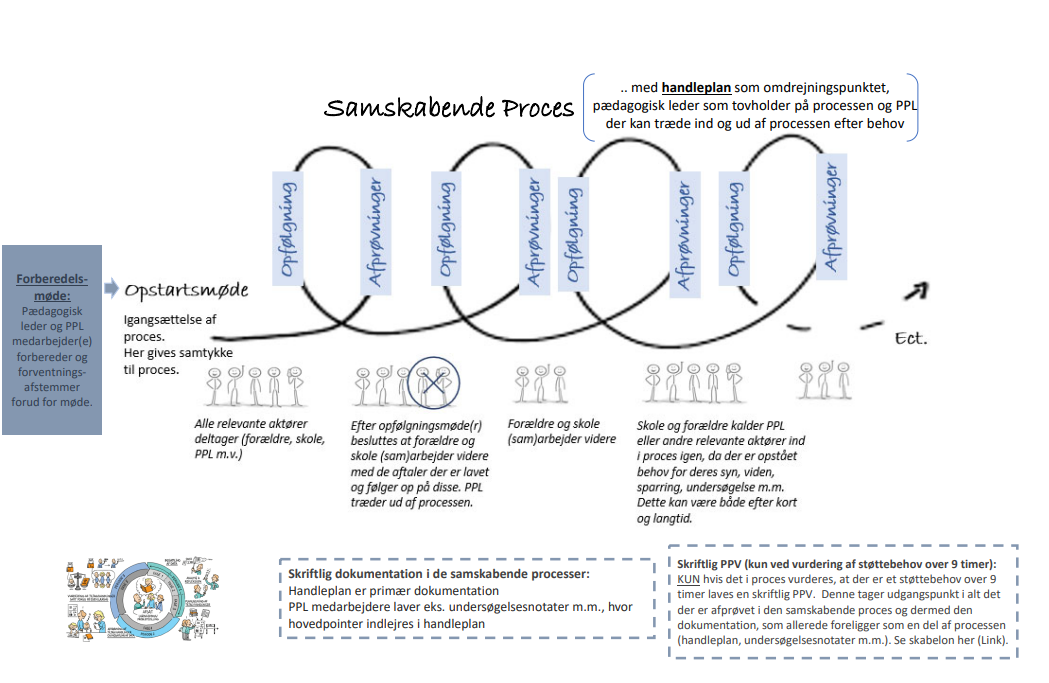 Samskabende Proces
.. med handleplan som omdrejningspunktet,
pædagogisk leder som tovholder på processen og PPL
der kan træde ind og ud af processen efter behov
Opfølgning
Afprøvninger
Opfølgning
Afprøvninger
Opfølgning
Afprøvninger
Opfølgning
Afprøvninger
Forberedels-
møde:
Pædagogisk
leder og PPL
medarbejder(e)
forbereder og
forventnings-
afstemmer
forud for møde.
Opstartsmøde
Igangsættelse af
proces.
Her gives samtykke
til proces.
Ect.
Alle relevante aktører
deltager (forældre, skole,
PPL m.v.)
Efter opfølgningsmøde(r)
besluttes at forældre og
skole (sam)arbejder videre
med de aftaler der er lavet
og følger op på disse. PPL
træder ud af processen.
Forældre og skole
(sam)arbejder videre
Skole og forældre kalder PPL
eller andre relevante aktører ind
i proces igen, da der er opstået
behov for deres syn, viden,
sparring, undersøgelse m.m.
Dette kan være både efter kort
og langtid.
Skriftlig dokumentation i de samskabende processer:
Handleplan er primær dokumentation
PPL medarbejdere laver eks. undersøgelsesnotater m.m., hvor
hovedpointer indlejres i handleplan
Skriftlig PPV (kun ved vurdering af støttebehov over 9 timer):
KUN hvis det i proces vurderes, at der er et støttebehov over 9
timer laves en skriftlig PPV.  Denne tager udgangspunkt i alt det
der er afprøvet i den samskabende proces og dermed den
dokumentation, som allerede foreligger som en del af processen
(handleplan, undersøgelsesnotater m.m.). Se skabelon her (Link).